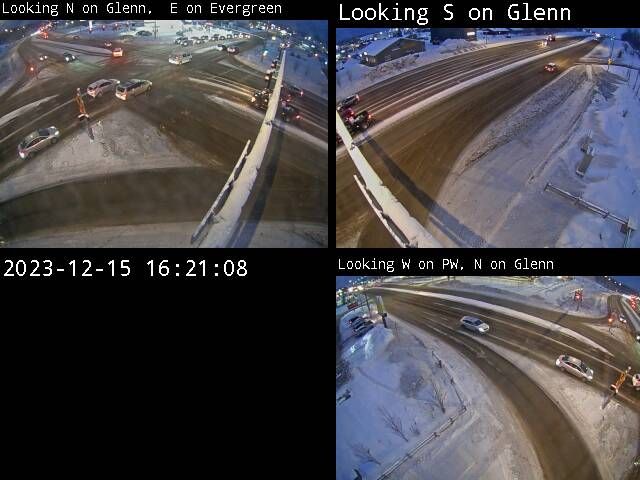 Looking N on Glenn, E on Evergreen
Looking S on Glenn
2023-12-15 16:21:08
Looking W on PW, N on Glenn